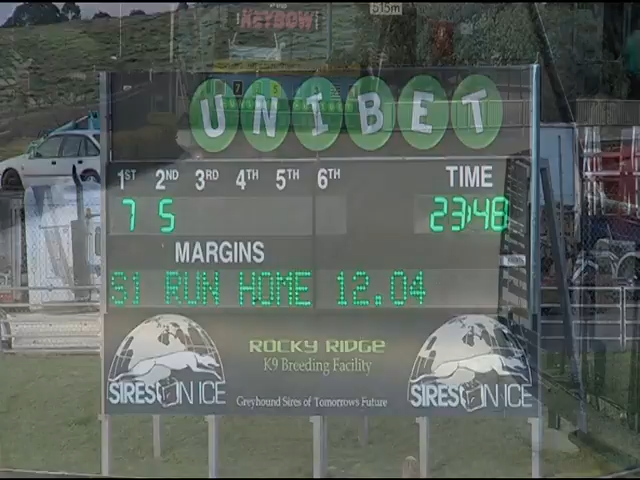 KEYBOW
515m
UNIBET
1ST 2ND 3RD 4TH 5TH 6TH TIME
7 5 23:48
MARGINS
S1 RUN HOME 12.04
ROCKY RIDGE
K9 Breeding Facility
SIRES ON ICE
SIRES ON ICE
Greyhound Sires of Tomorrows Future